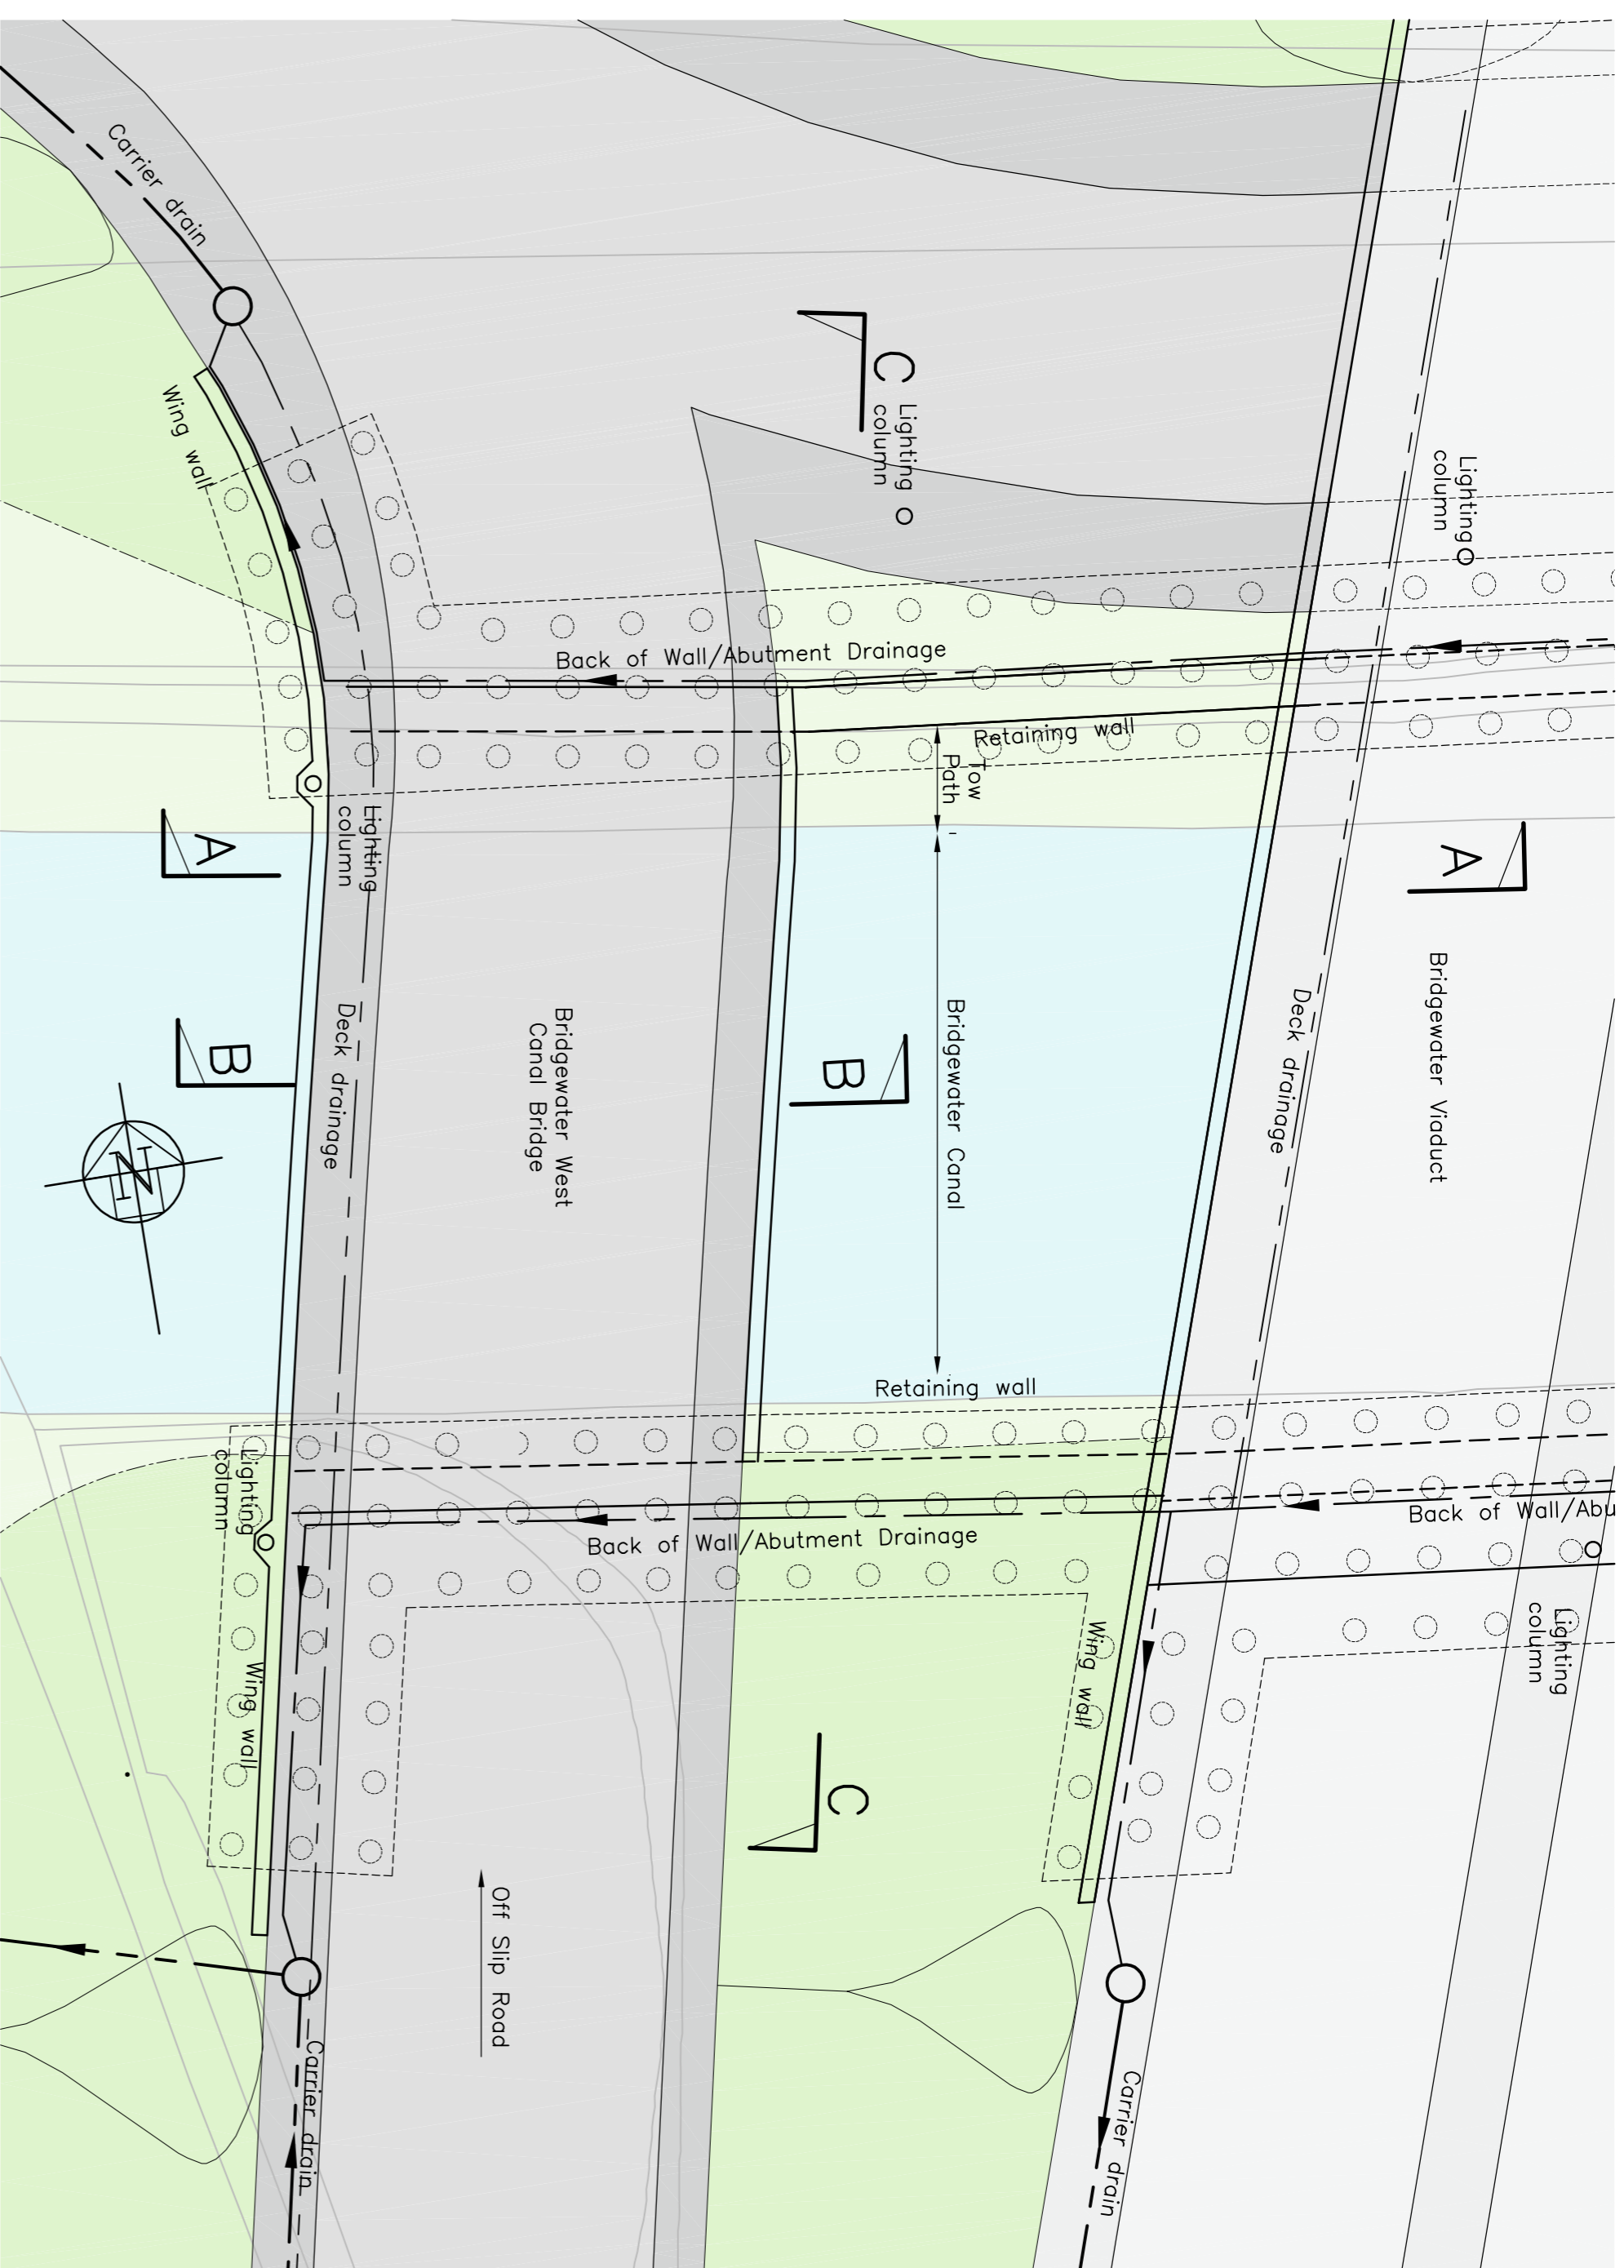 Carrier drain
Wing wall
C
Lighting
column
Lighting
column
Back of Wall/Abutment Drainage
Retaining wall
Tow
Path
Lighting
column
A
A
Bridgewater Viaduct
Deck drainage
Deck drainage
Bridgewater West
Canal Bridge
Bridgewater Canal
B
B
N
Retaining wall
Lighting
column
Back of Wall/Abutment Drainage
Back of Wall/Abu
Lighting
column
Wing wall
Wing wall
C
Off Slip Road
Carrier drain
Carrier drain